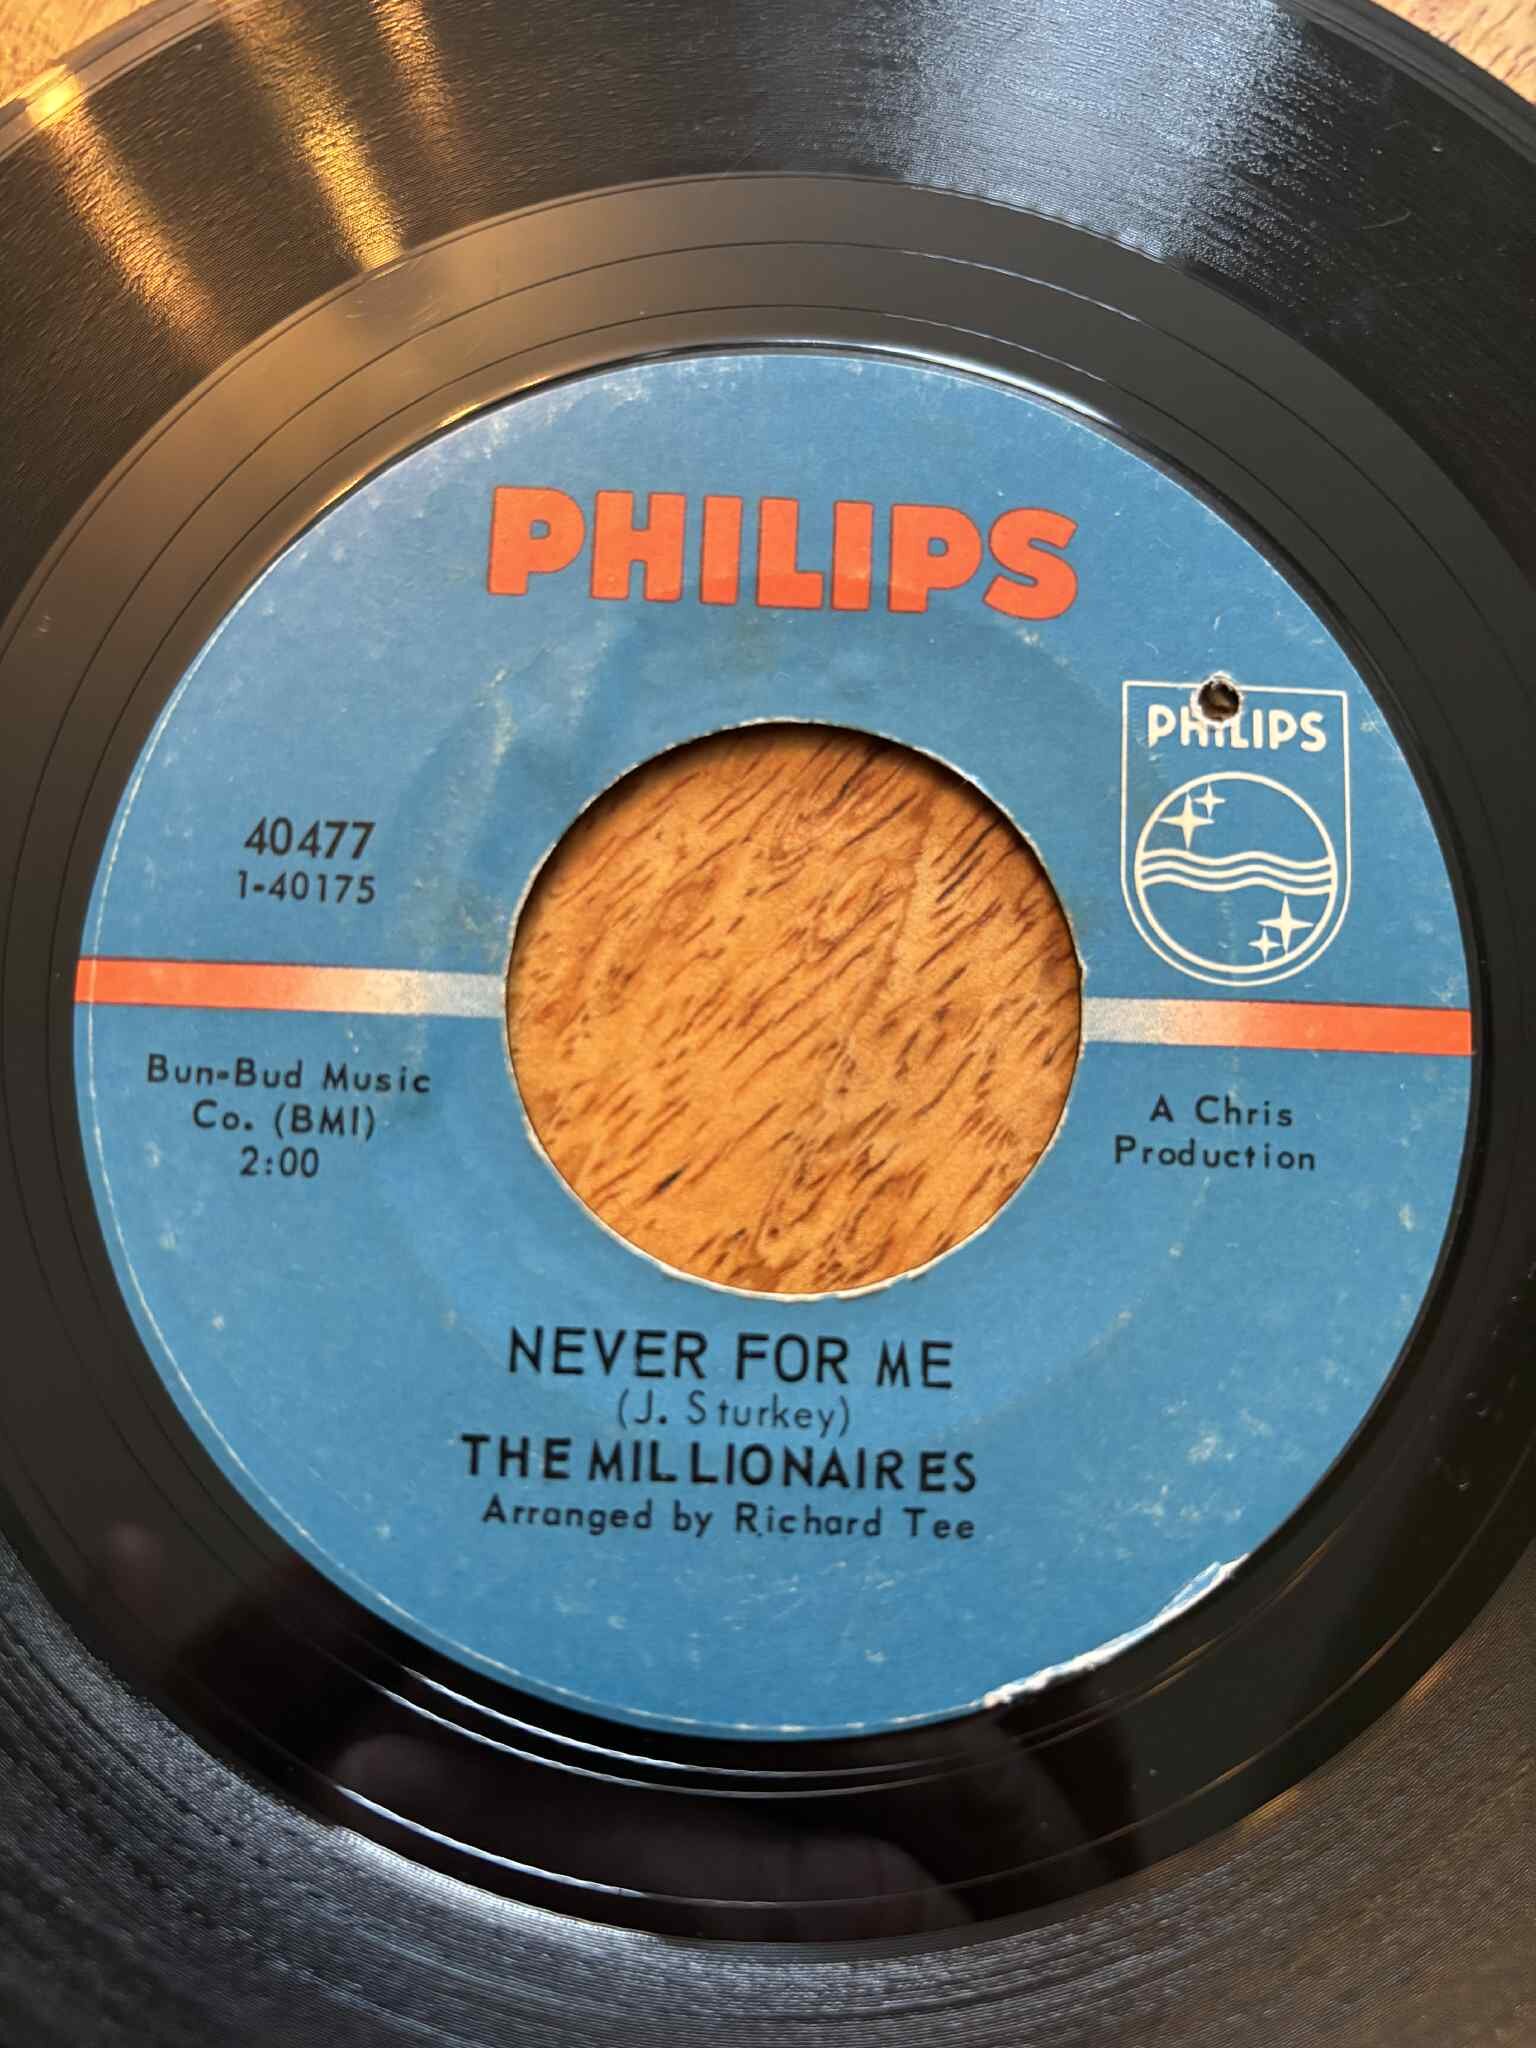 PHILIPS
PHILIPS
40477
1-40175
Bun-Bud Music
Co. (BMI)
2:00
A Chris
Production
NEVER FOR ME
(J. Sturkey)
THE MILLIONAIRES
Arranged by Richard Tee